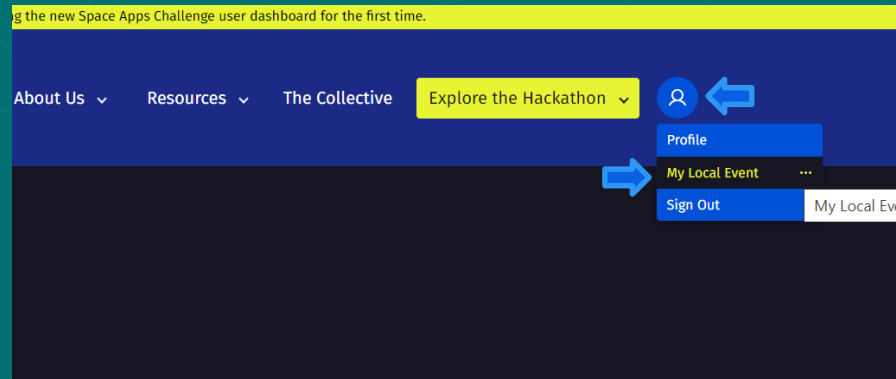 g the new Space Apps Challenge user dashboard for the first time.
About Us Resources The Collective Explore the Hackathon
Profile
My Local Event ...
Sign Out
My Local Eve